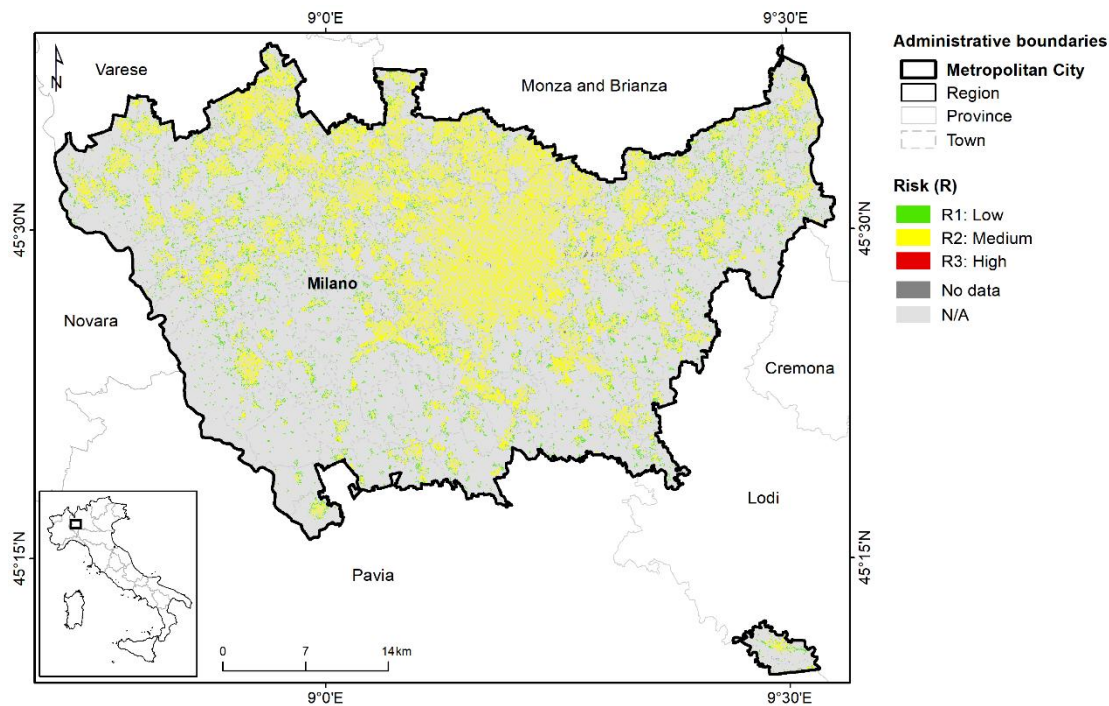 9°0'E
9°30'E
N
Varese
Monza and Brianza
45°30'N
45°30'N
Milano
Novara
Cremona
Lodi
45°15'N
45°15'N
Pavia
0
7
14 km
9°0'E
9°30'E
Administrative boundaries
Metropolitan City
Region
Province
Town
Risk (R)
R1: Low
R2: Medium
R3: High
No data
N/A